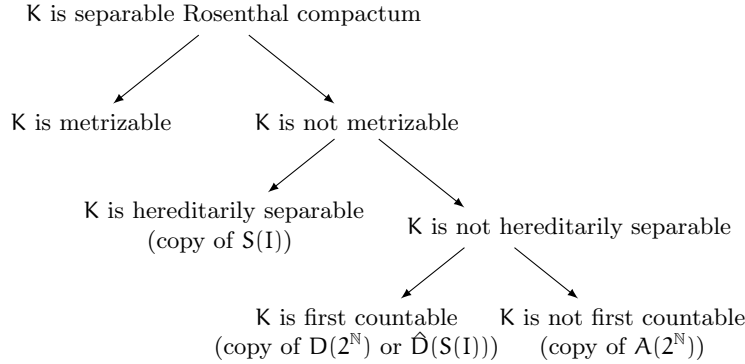 K is separable Rosenthal compactum
K is metrizable
K is not metrizable
K is hereditarily separable
(copy of S(I))
K is not hereditarily separable
K is first countable
(copy of D(2^ℕ) or D̂(S(I)))
K is not first countable
(copy of A(2^ℕ))